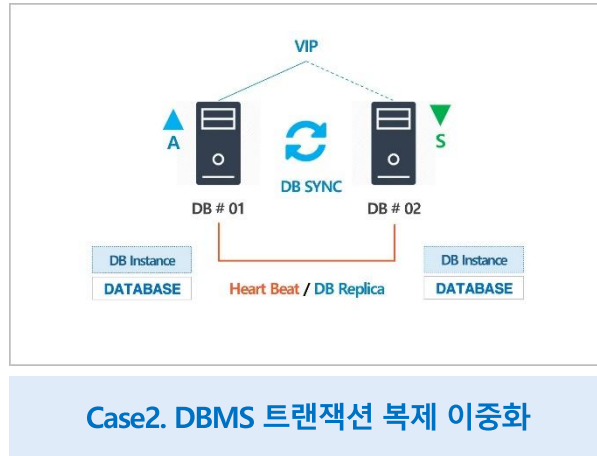 VIP
A
S
DB SYNC
DB # 01
DB # 02
DB Instance
DATABASE
Heart Beat / DB Replica
DB Instance
DATABASE
Case2. DBMS 트랜잭션 복제 이중화